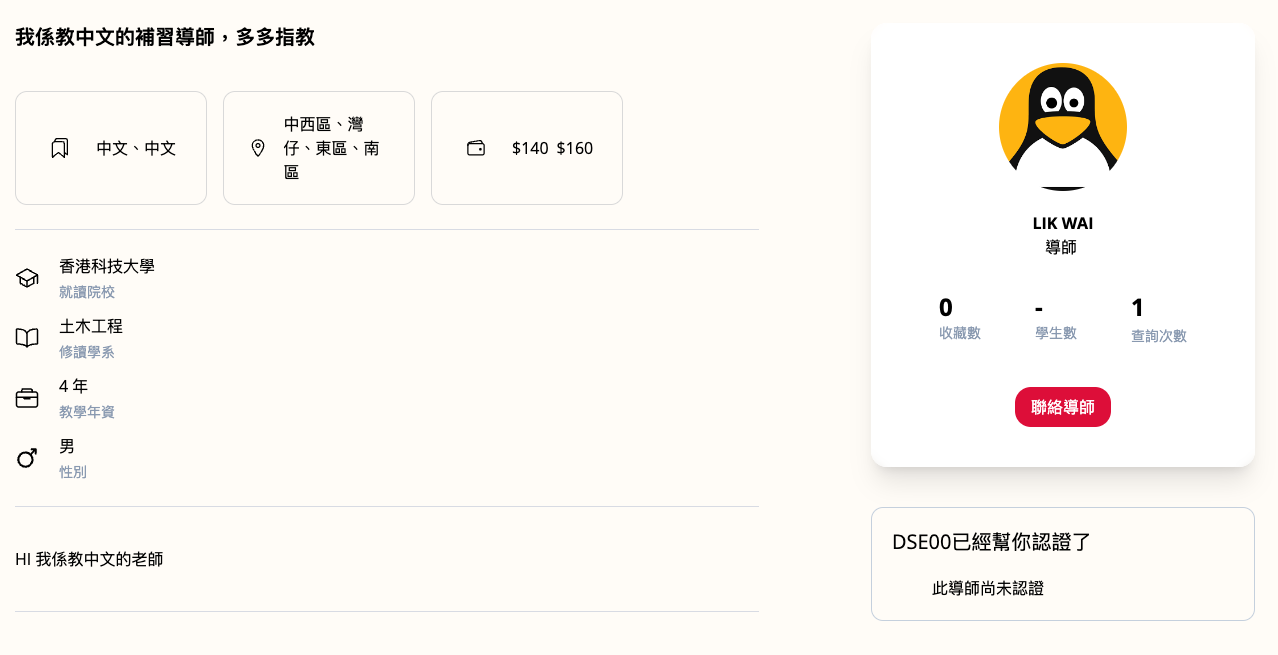 我係教中文的補習導師，多多指教
中文、中文
中西區、灣
仔、東區、南
區
$140 $160
香港科技大學
就讀院校
土木工程
修讀學系
4 年
教學年資
男
性別
HI 我係教中文的老師
LIK WAI
導師
0
收藏數
-
學生數
1
查詢次數
聯絡導師
DSE00已經幫你認證了
此導師尚未認證